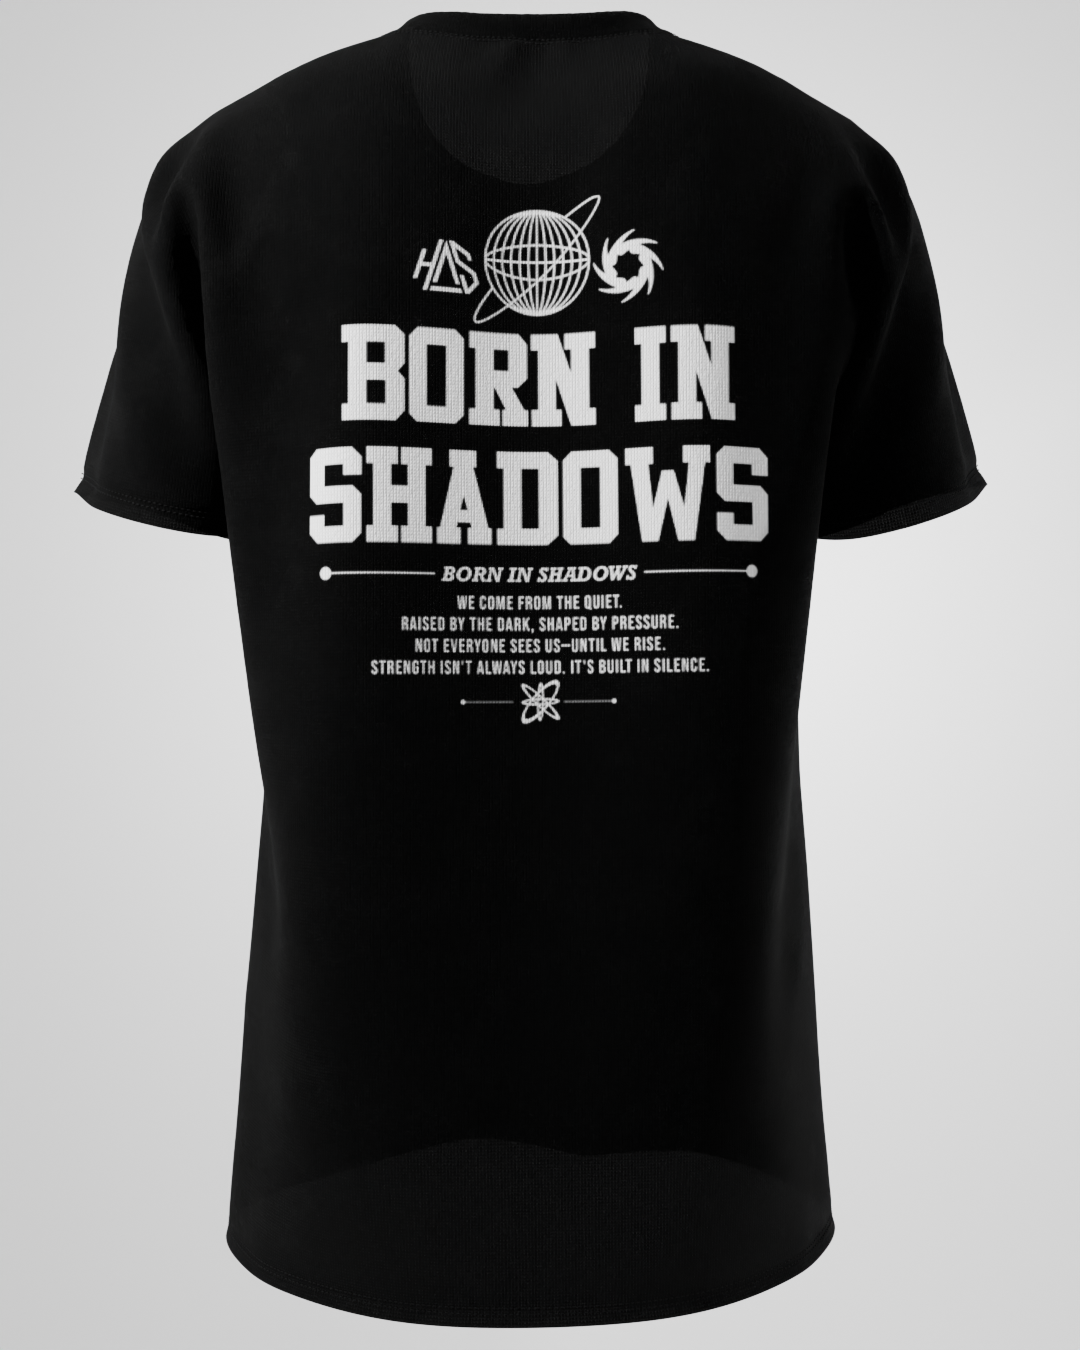 HAS
BORN IN
SHADOWS
BORN IN SHADOWS
WE COME FROM THE QUIET.
RAISED BY THE DARK, SHAPED BY PRESSURE.
NOT EVERYONE SEES US—UNTIL WE RISE.
STRENGTH ISN'T ALWAYS LOUD. IT'S BUILT IN SILENCE.